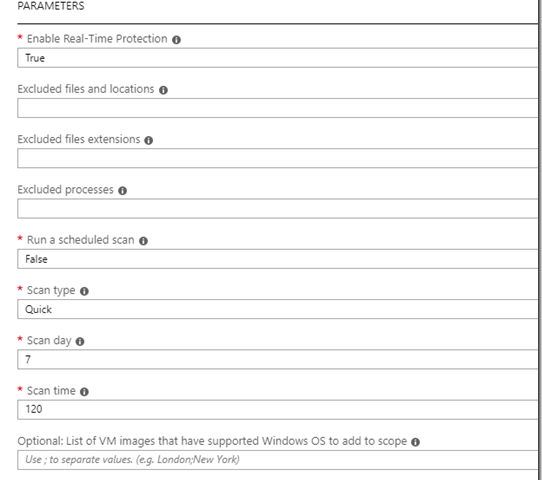 PARAMETERS
* Enable Real-Time Protection
True
Excluded files and locations
Excluded files extensions
Excluded processes
* Run a scheduled scan
False
* Scan type
Quick
* Scan day
7
* Scan time
120
Optional: List of VM images that have supported Windows OS to add to scope
Use ; to separate values. (e.g. London;New York)